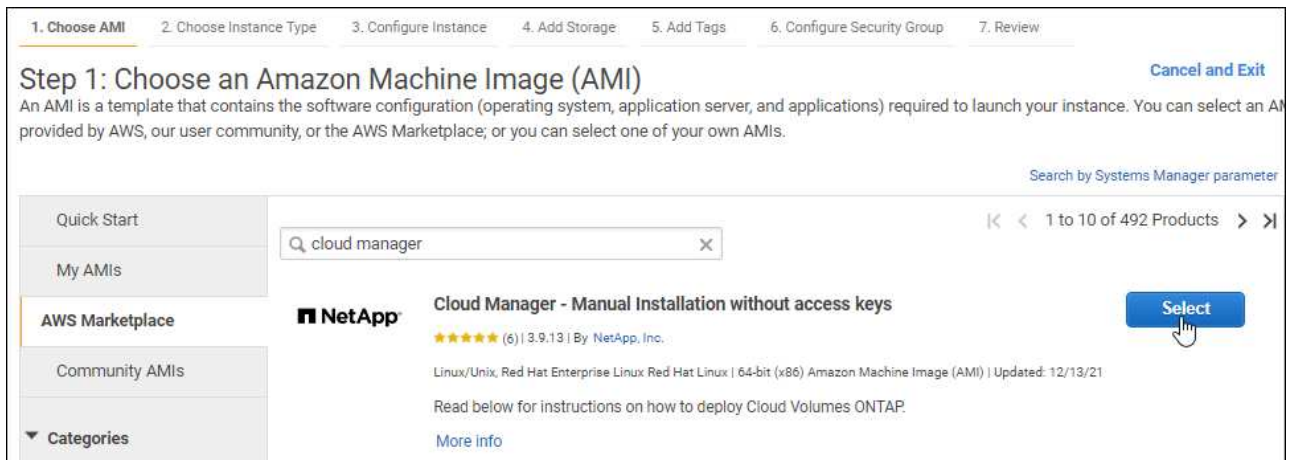 1. Choose AMI 2. Choose Instance Type 3. Configure Instance 4. Add Storage 5. Add Tags 6. Configure Security Group 7. Review
Step 1: Choose an Amazon Machine Image (AMI)
Cancel and Exit
An AMI is a template that contains the software configuration (operating system, application server, and applications) required to launch your instance. You can select an AM
provided by AWS, our user community, or the AWS Marketplace; or you can select one of your own AMIs.
Search by Systems Manager parameter
Quick Start
My AMIs
AWS Marketplace
Community AMIs
Categories
1 to 10 of 492 Products
cloud manager
NetApp
Cloud Manager - Manual Installation without access keys
Select
(6) | 3.9.13 | By NetApp, Inc.
Linux/Unix, Red Hat Enterprise Linux Red Hat Linux | 64-bit (x86) Amazon Machine Image (AMI) | Updated: 12/13/21
Read below for instructions on how to deploy Cloud Volumes ONTAP.
More info